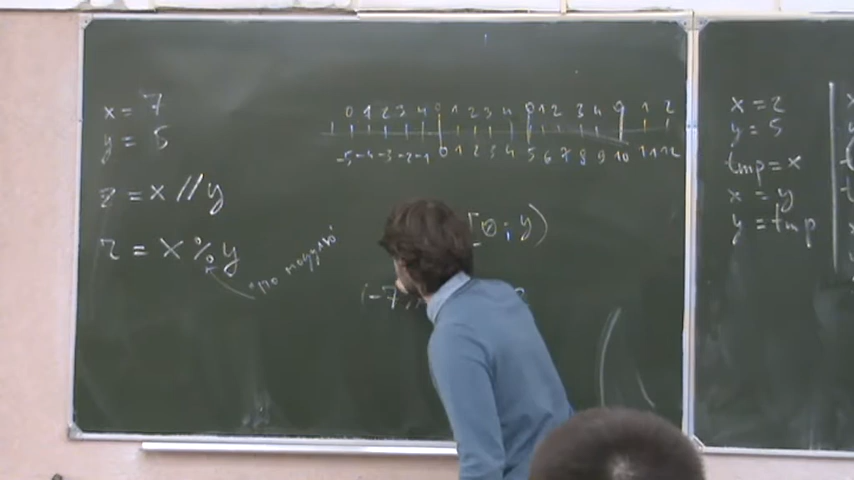 x = 7
y = 5
z = x // y
r = x % y
"по модулю"
0 1 2 3 4 0 1 2 3 4 0 1 2 3 4 0 1 2
-5 -4 -3 -2 -1 0 1 2 3 4 5 6 7 8 9 10 11 12
[0; y)
(-7
x = 2
y = 5
tmp = x
x = y
y = tmp